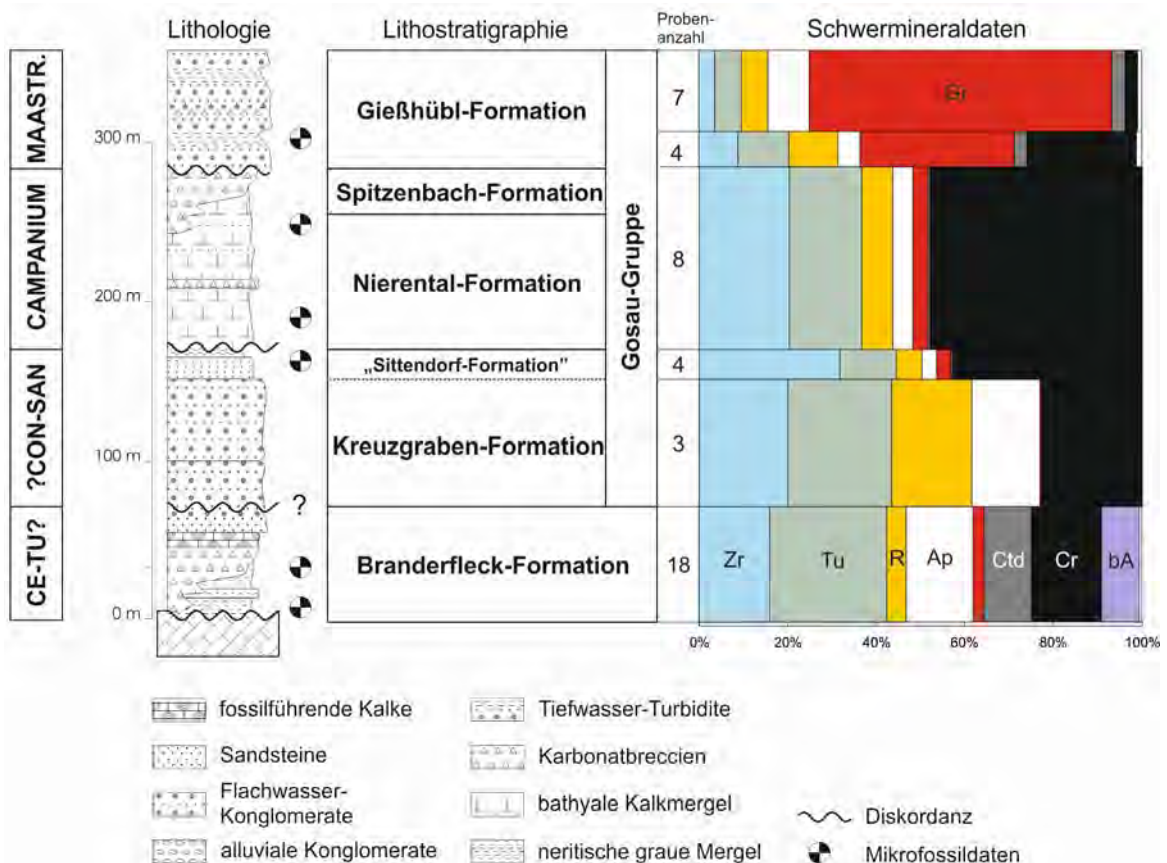 Lithologie
Lithostratigraphie
Proben-
anzahl
Schwermineraldaten
MAASTR.
CAMPANIUM
?CON-SAN
CE-TU?
300 m
200 m
100 m
0 m
?
Gießhübl-Formation
Spitzenbach-Formation
Nierental-Formation
„Sittendorf-Formation”
Kreuzgraben-Formation
Branderfleck-Formation
Gosau-Gruppe
7
4
8
4
3
18
Gr
Zr
Tu
R
Ap
Ctd
Cr
bA
0%
20%
40%
60%
80%
100%
fossilführende Kalke
Sandsteine
Flachwasser-
Konglomerate
alluviale Konglomerate
Tiefwasser-Turbidite
Karbonatbreccien
bathyale Kalkmergel
neritische graue Mergel
Diskordanz
Mikrofossildaten